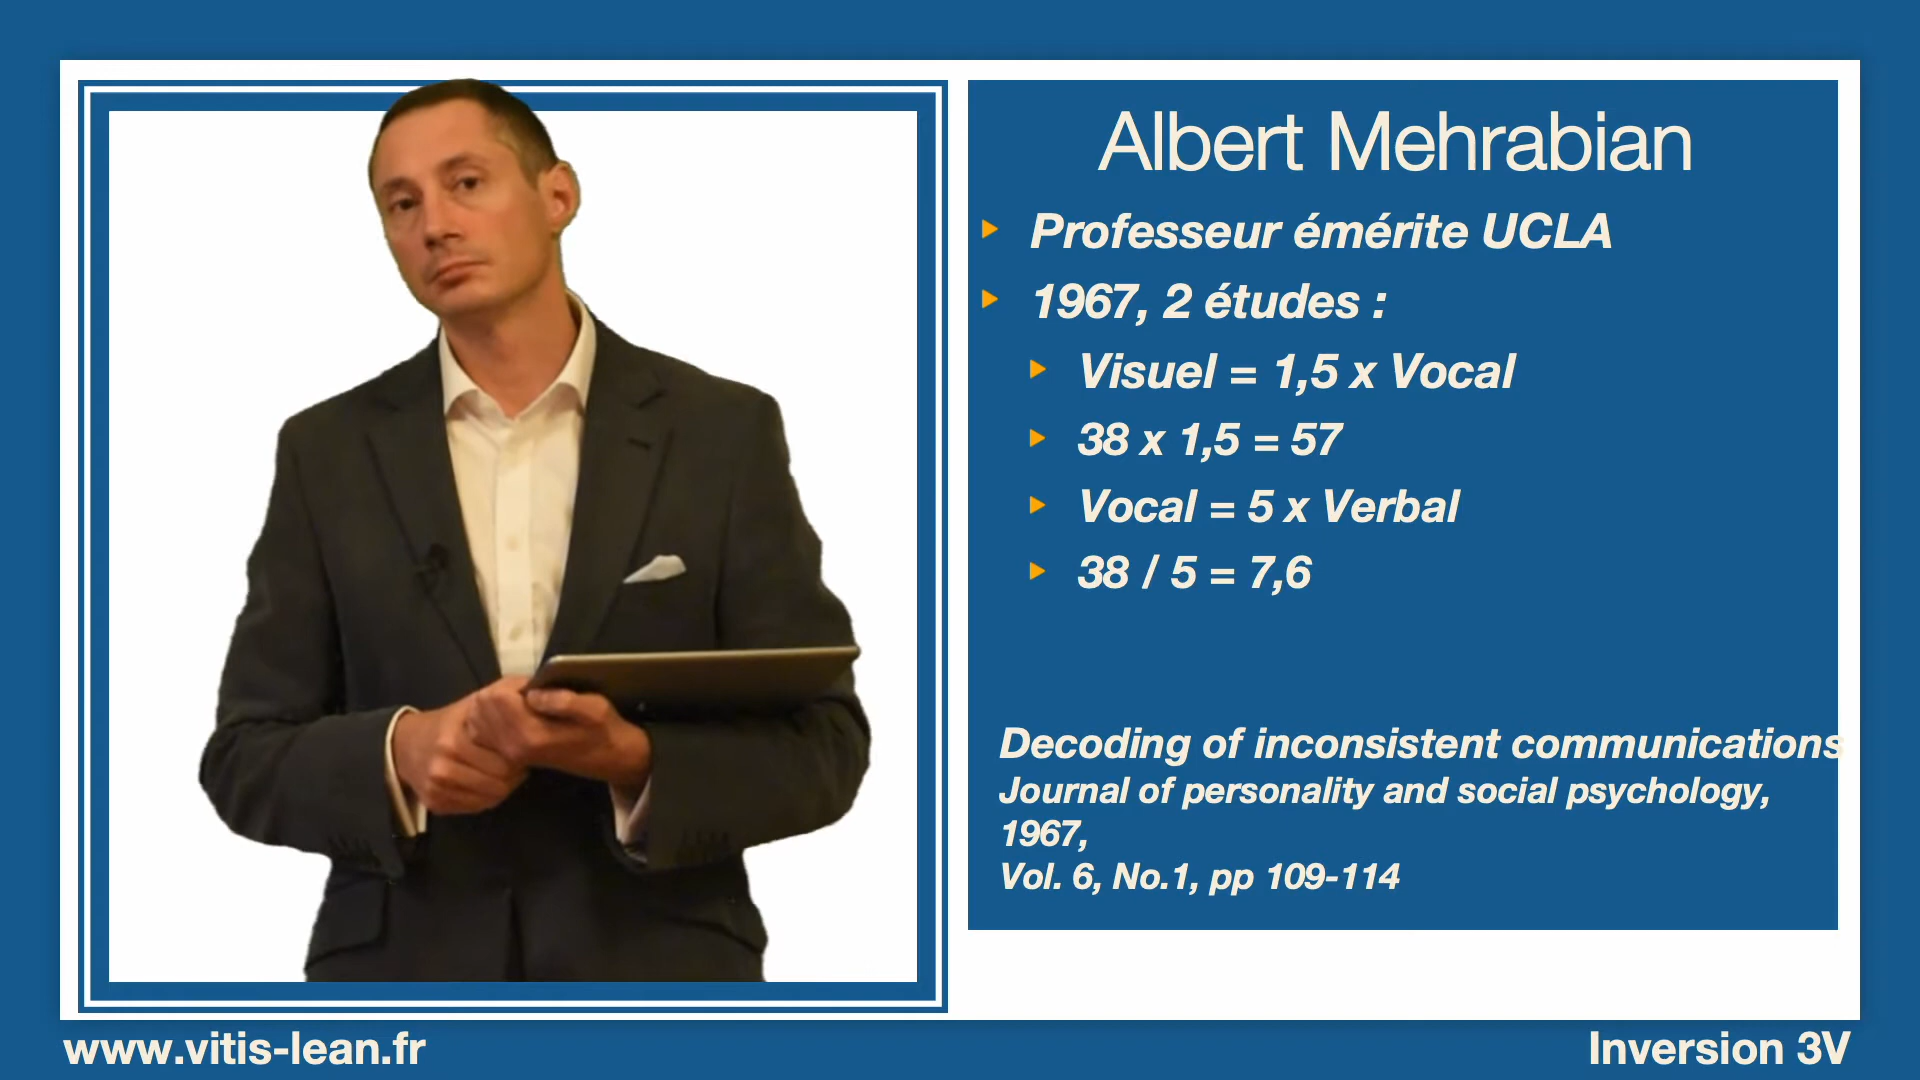 Albert Mehrabian
Professeur émérite UCLA
1967, 2 études :
Visuel = 1,5 x Vocal
38 x 1,5 = 57
Vocal = 5 x Verbal
38 / 5 = 7,6
Decoding of inconsistent communications
Journal of personality and social psychology,
1967,
Vol. 6, No.1, pp 109-114
www.vitis-lean.fr
Inversion 3V